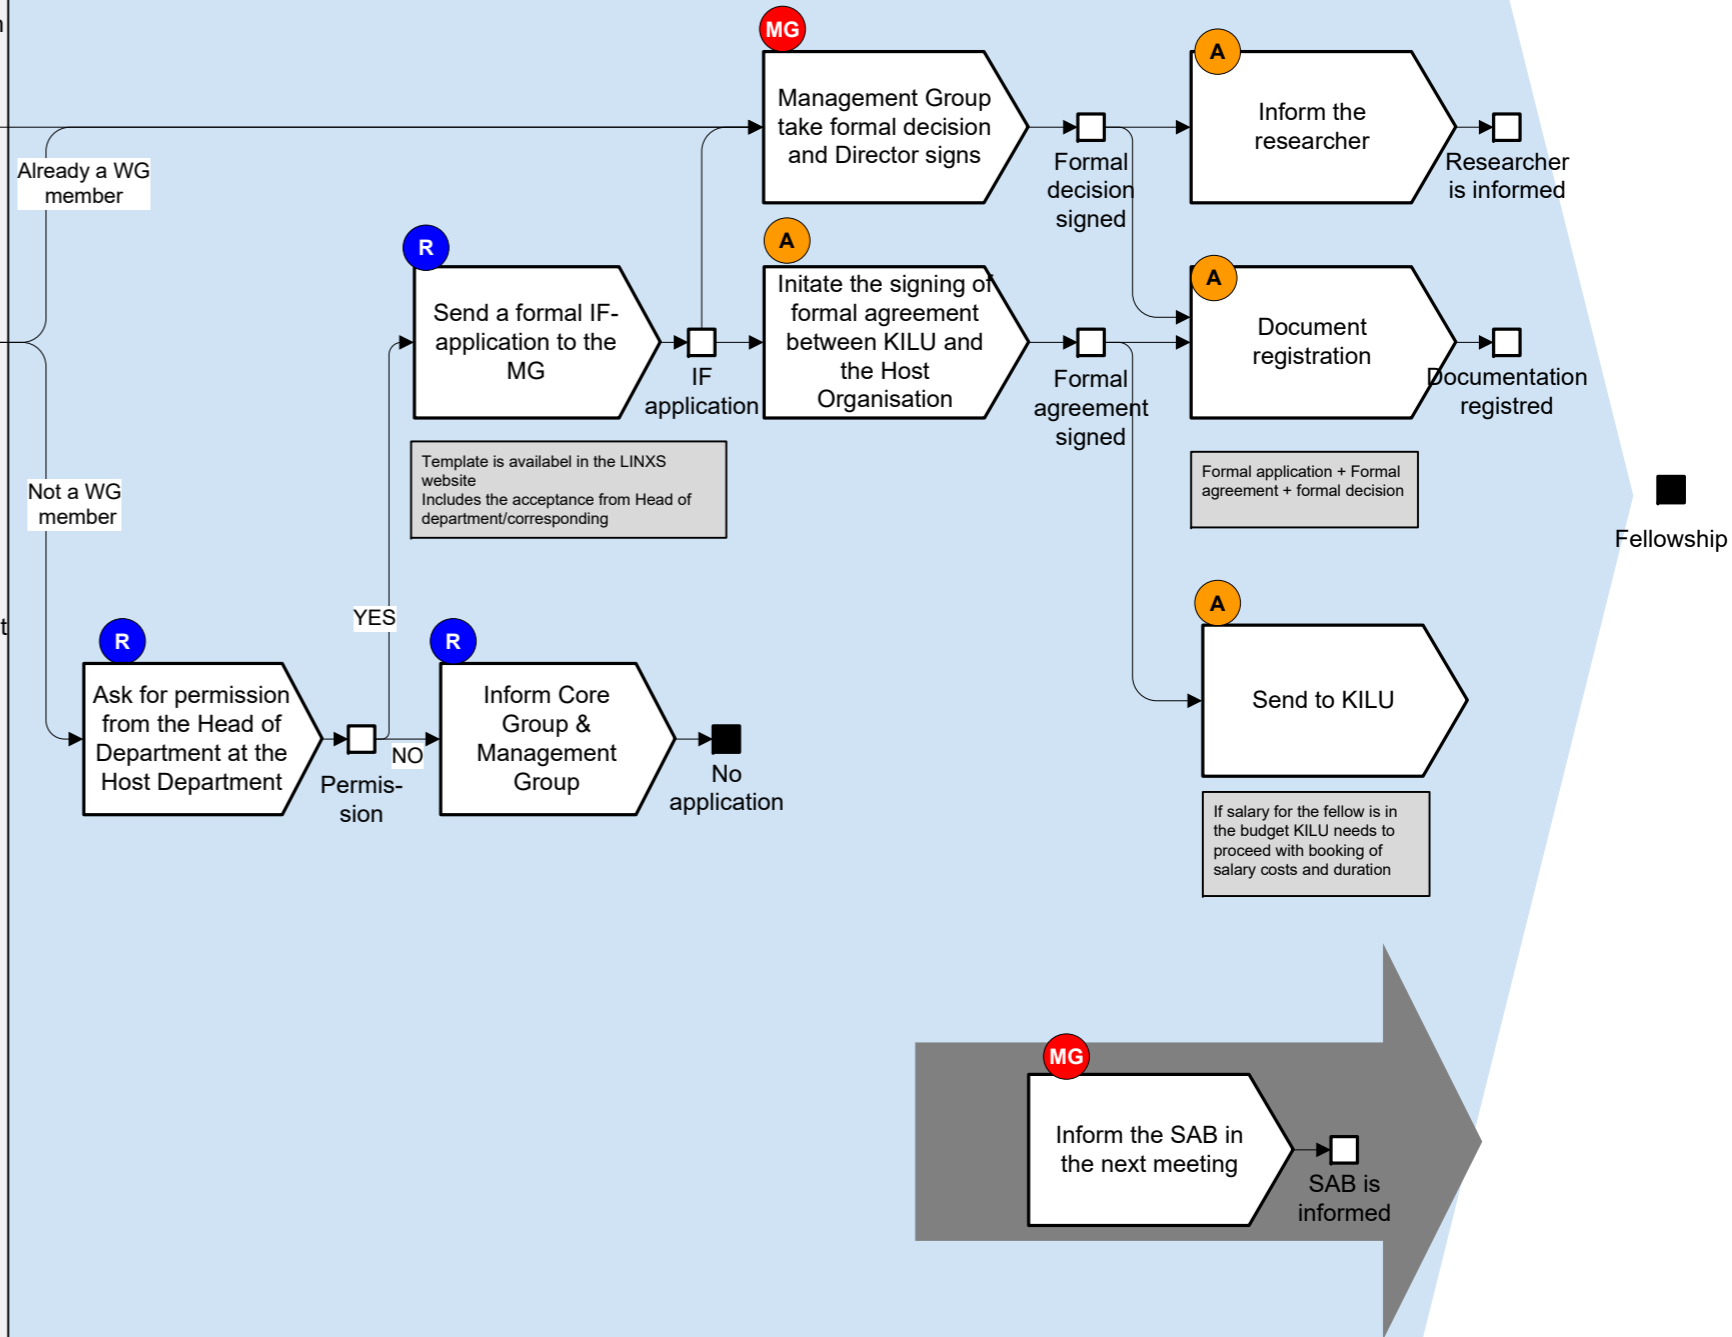 n
MG
Management Group
take formal decision
and Director signs
A
Inform the
researcher
Already a WG
member
Formal
decision
signed
Researcher
is informed
R
Send a formal IF-
application to the
MG
IF
application
A
Initate the signing of
formal agreement
between KILU and
the Host
Organisation
Formal
agreement
signed
A
Document
registration
Documentation
registred
Template is availabel in the LINXS
website
Includes the acceptance from Head of
department/corresponding
Formal application + Formal
agreement + formal decision
Not a WG
member
Fellowship
t
YES
R
Ask for permission
from the Head of
Department at the
Host Department
Permis-
sion
NO
R
Inform Core
Group &
Management
Group
No
application
A
Send to KILU
If salary for the fellow is in
the budget KILU needs to
proceed with booking of
salary costs and duration
MG
Inform the SAB in
the next meeting
SAB is
informed